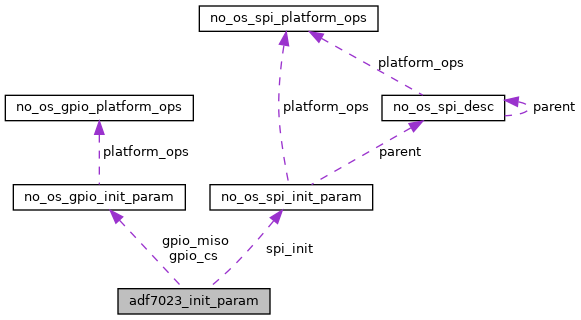 no_os_spi_platform_ops
platform_ops
no_os_gpio_platform_ops
platform_ops
no_os_spi_desc
parent
platform_ops
parent
no_os_gpio_init_param
no_os_spi_init_param
gpio_miso
gpio_cs
spi_init
adf7023_init_param